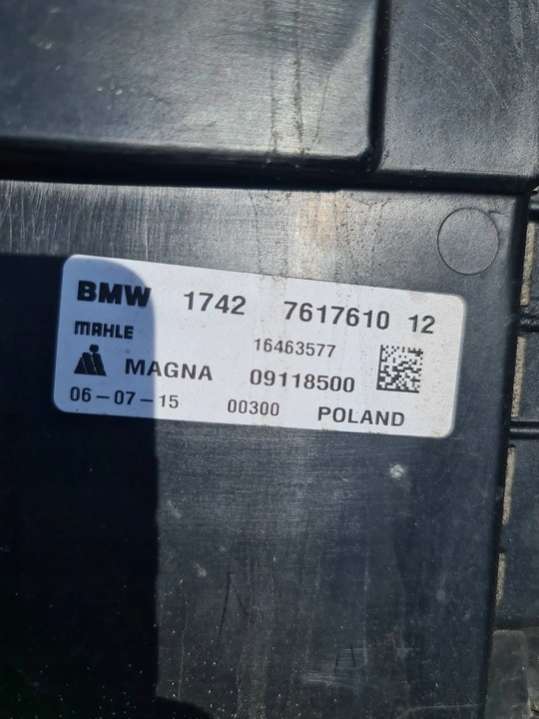 BMW 1742 7617610 12
MAHLE 16463577
MAGNA 09118500
06-07-15 00300 POLAND